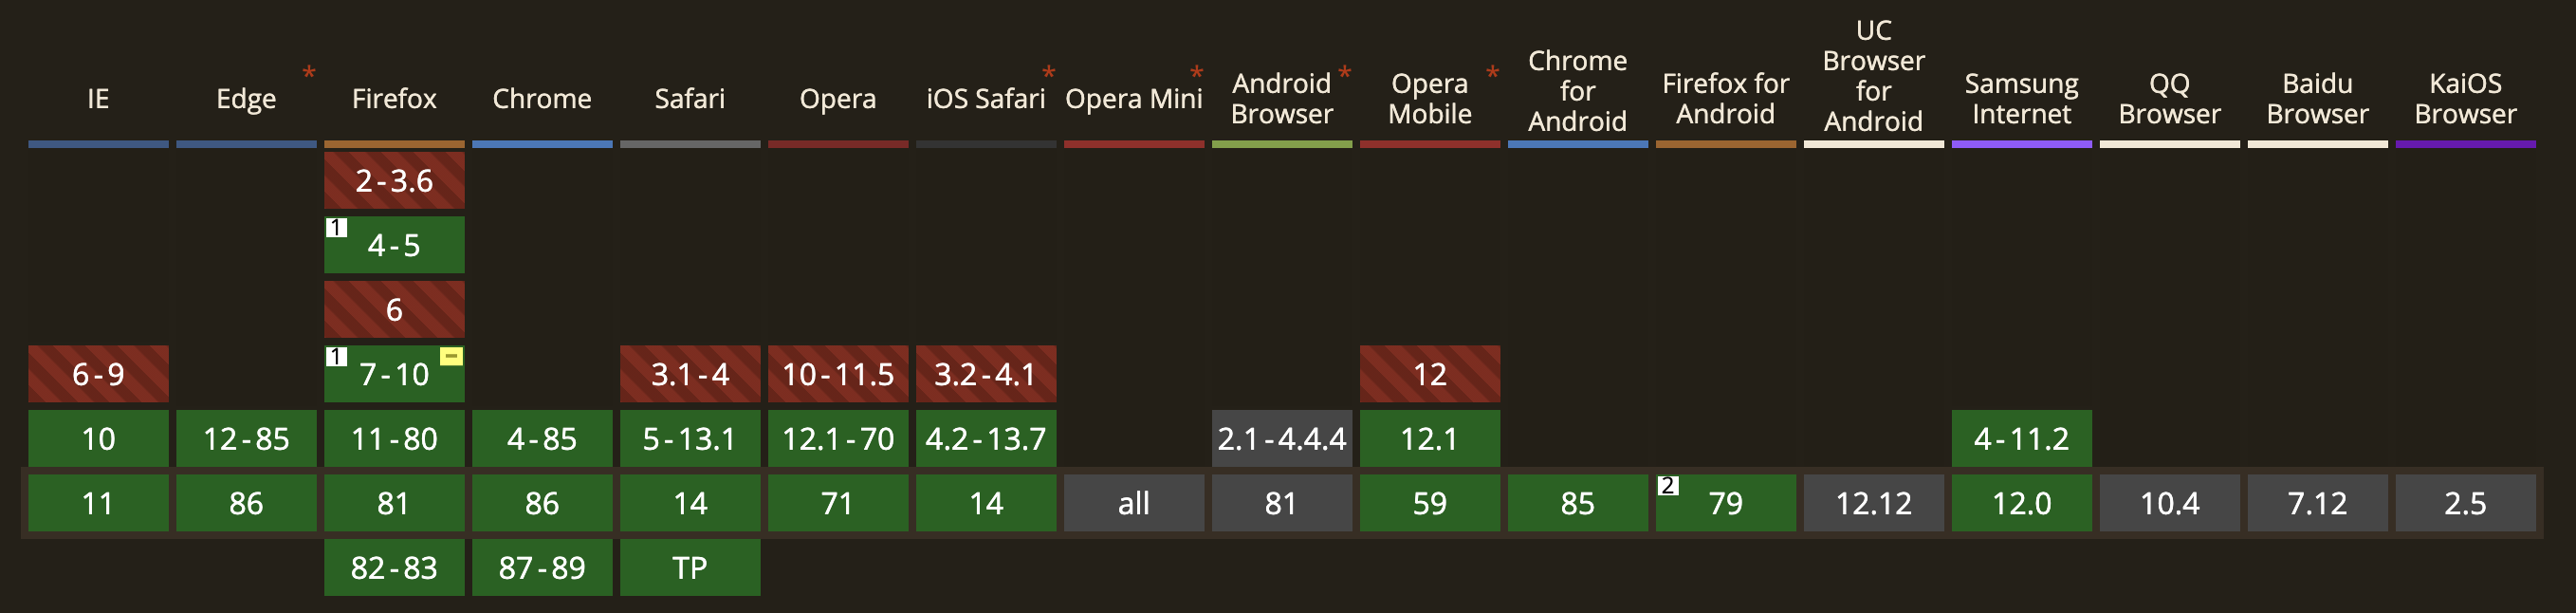 IE
Edge *
Firefox
Chrome
Safari
Opera
iOS Safari *
Opera Mini *
Android *
Browser
Opera *
Mobile
Chrome
for
Android
Firefox for
Android
UC
Browser
for
Android
Samsung
Internet
QQ
Browser
Baidu
Browser
KaiOS
Browser
2-3.6
1 4-5
6
6-9 1 7-10 − 3.1-4 10-11.5 3.2-4.1 12
10 12-85 11-80 4-85 5-13.1 12.1-70 4.2-13.7 2.1-4.4.4 12.1 4-11.2
11 86 81 86 14 71 14 all 81 59 85 2 79 12.12 12.0 10.4 7.12 2.5
82-83 87-89 TP